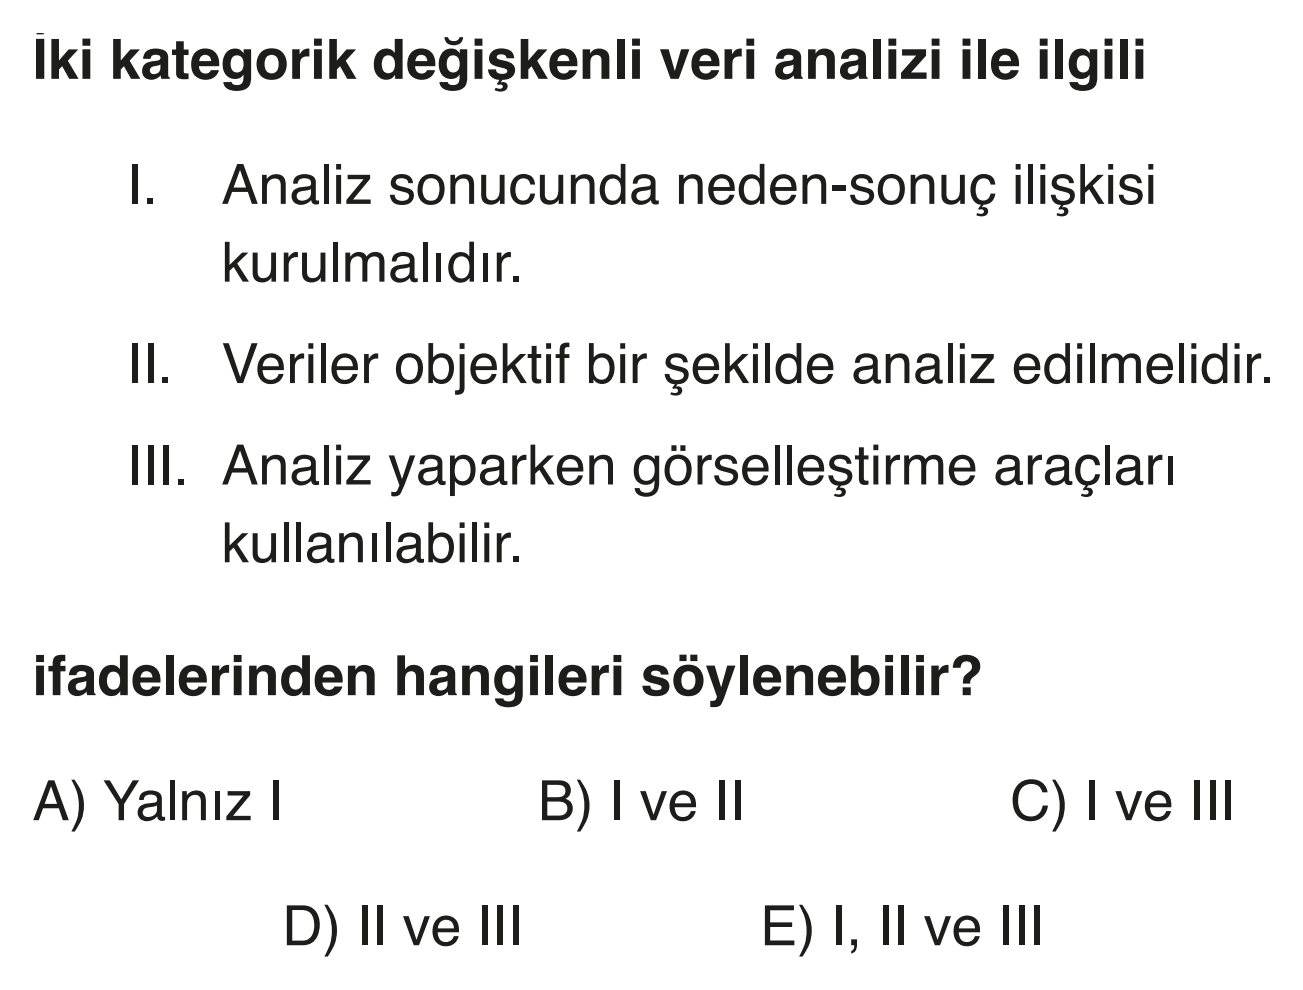 İki kategorik değişkenli veri analizi ile ilgili
I. Analiz sonucunda neden-sonuç ilişkisi
kurulmalıdır.
II. Veriler objektif bir şekilde analiz edilmelidir.
III. Analiz yaparken görselleştirme araçları
kullanılabilir.
ifadelerinden hangileri söylenebilir?
A) Yalnız I B) I ve II C) I ve III
D) II ve III E) I, II ve III